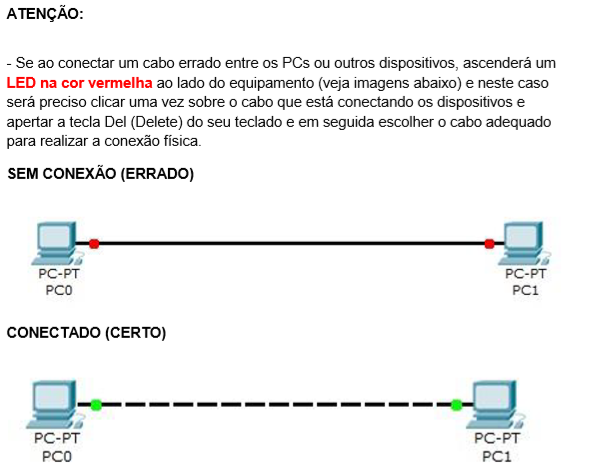 ATENÇÃO:
- Se ao conectar um cabo errado entre os PCs ou outros dispositivos, ascenderá um
LED na cor vermelha ao lado do equipamento (veja imagens abaixo) e neste caso
será preciso clicar uma vez sobre o cabo que está conectando os dispositivos e
apertar a tecla Del (Delete) do seu teclado e em seguida escolher o cabo adequado
para realizar a conexão física.
SEM CONEXÃO (ERRADO)
PC-PT
PC0
PC-PT
PC1
CONECTADO (CERTO)
PC-PT
PC0
PC-PT
PC1